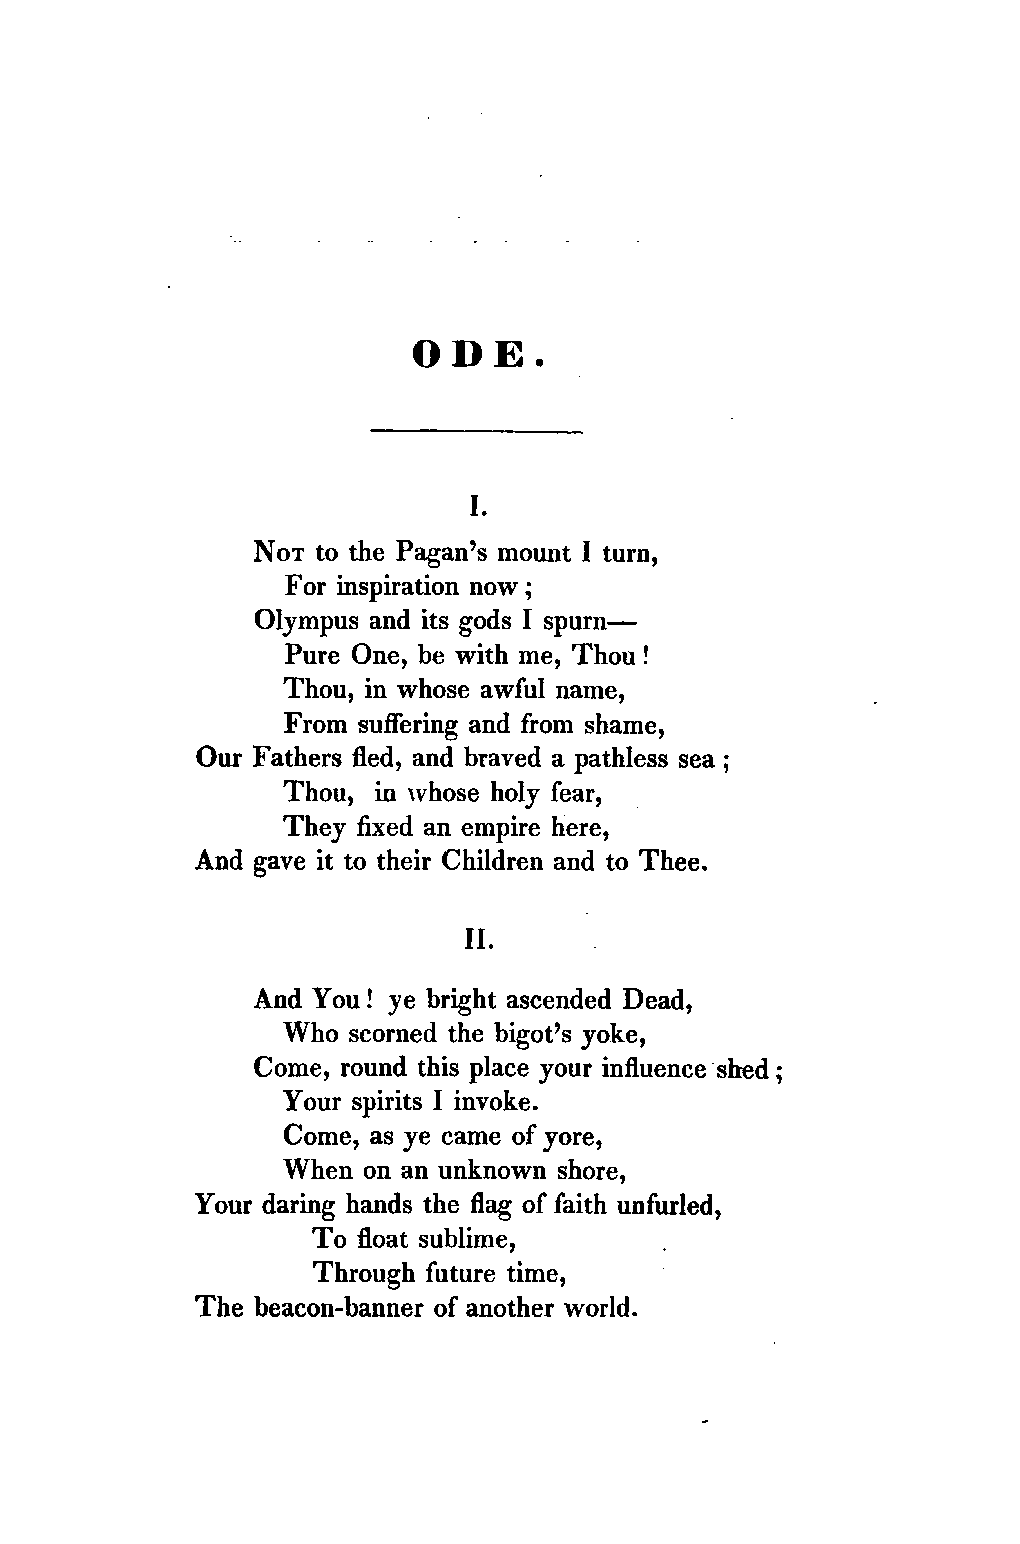 ODE.
I.
NOT to the Pagan's mount I turn,
For inspiration now;
Olympus and its gods I spurn—
Pure One, be with me, Thou!
Thou, in whose awful name,
From suffering and from shame,
Our Fathers fled, and braved a pathless sea;
Thou, in whose holy fear,
They fixed an empire here,
And gave it to their Children and to Thee.
II.
And You! ye bright ascended Dead,
Who scorned the bigot's yoke,
Come, round this place your influence shed;
Your spirits I invoke.
Come, as ye came of yore,
When on an unknown shore,
Your daring hands the flag of faith unfurled,
To float sublime,
Through future time,
The beacon-banner of another world.